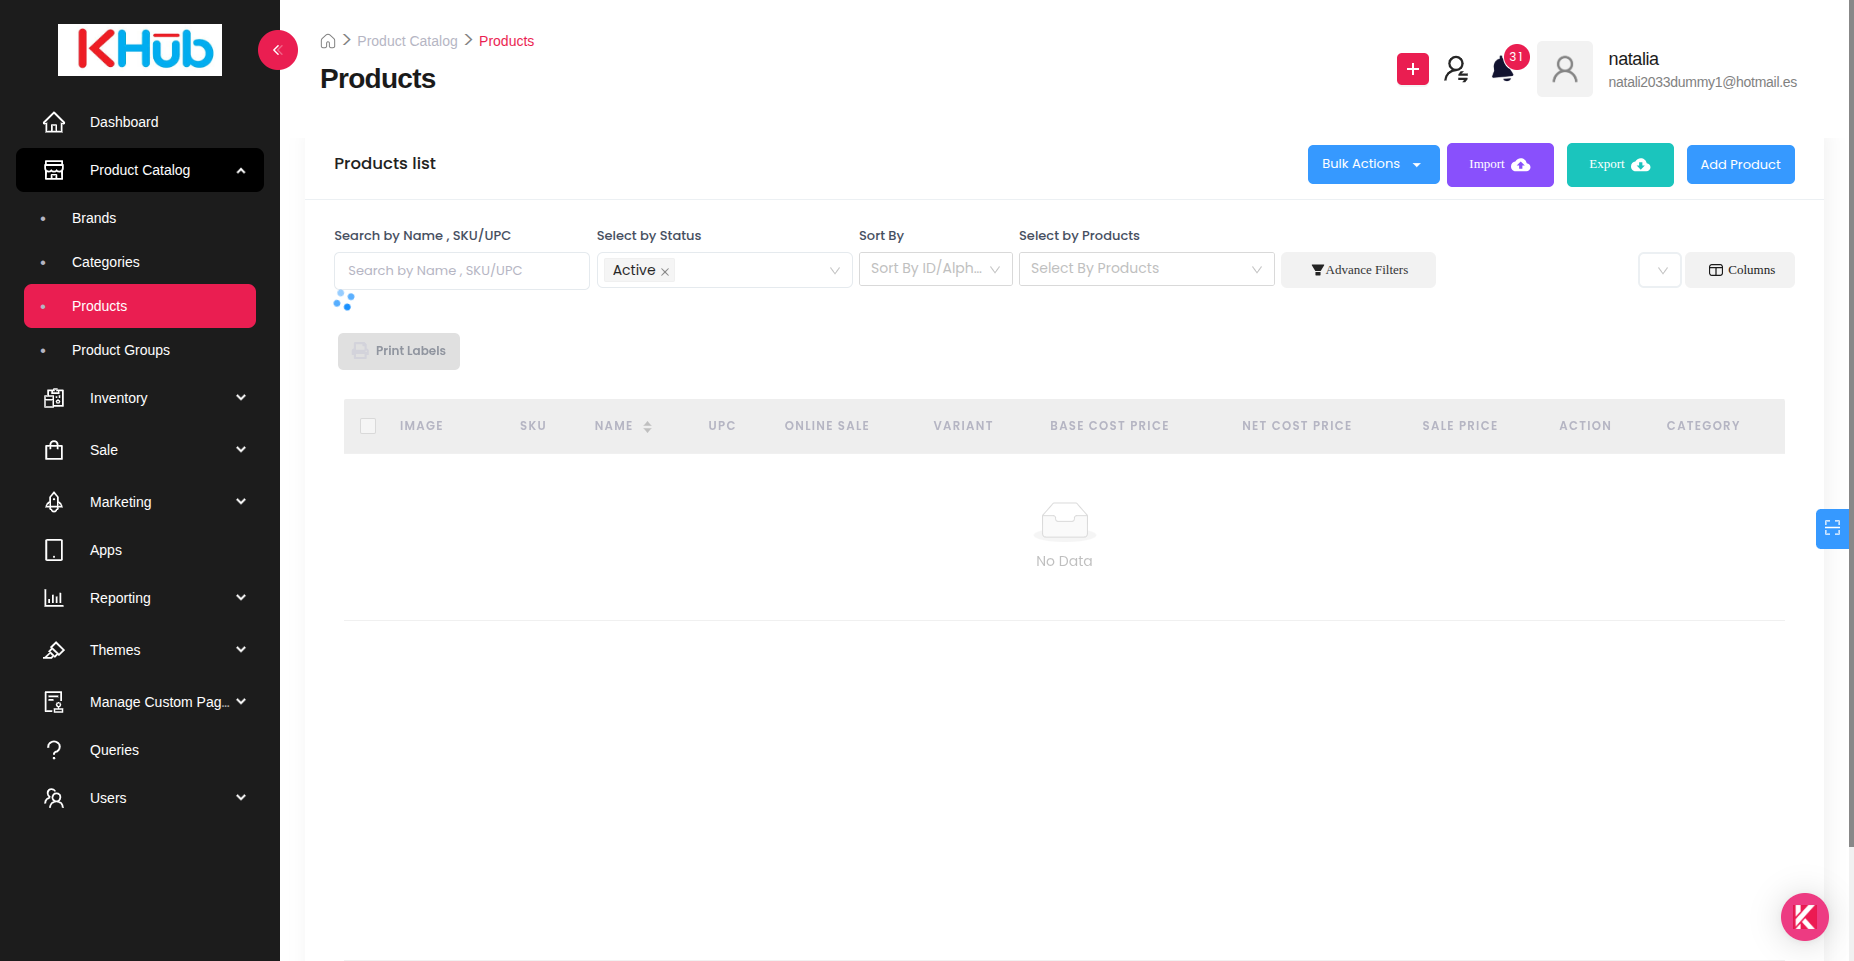 KHub
Dashboard
Product Catalog
Brands
Categories
Products
Product Groups
Inventory
Sale
Marketing
Apps
Reporting
Themes
Manage Custom Pag...
Queries
Users
Product Catalog
Products
Products
31
natalia
natali2033dummy1@hotmail.es
Products list
Bulk Actions
Import
Export
Add Product
Search by Name , SKU/UPC
Select by Status
Sort By
Select by Products
Search by Name , SKU/UPC
Active
Sort By ID/Alph...
Select By Products
Advance Filters
Columns
Print Labels
IMAGE
SKU
NAME
UPC
ONLINE SALE
VARIANT
BASE COST PRICE
NET COST PRICE
SALE PRICE
ACTION
CATEGORY
No Data
K